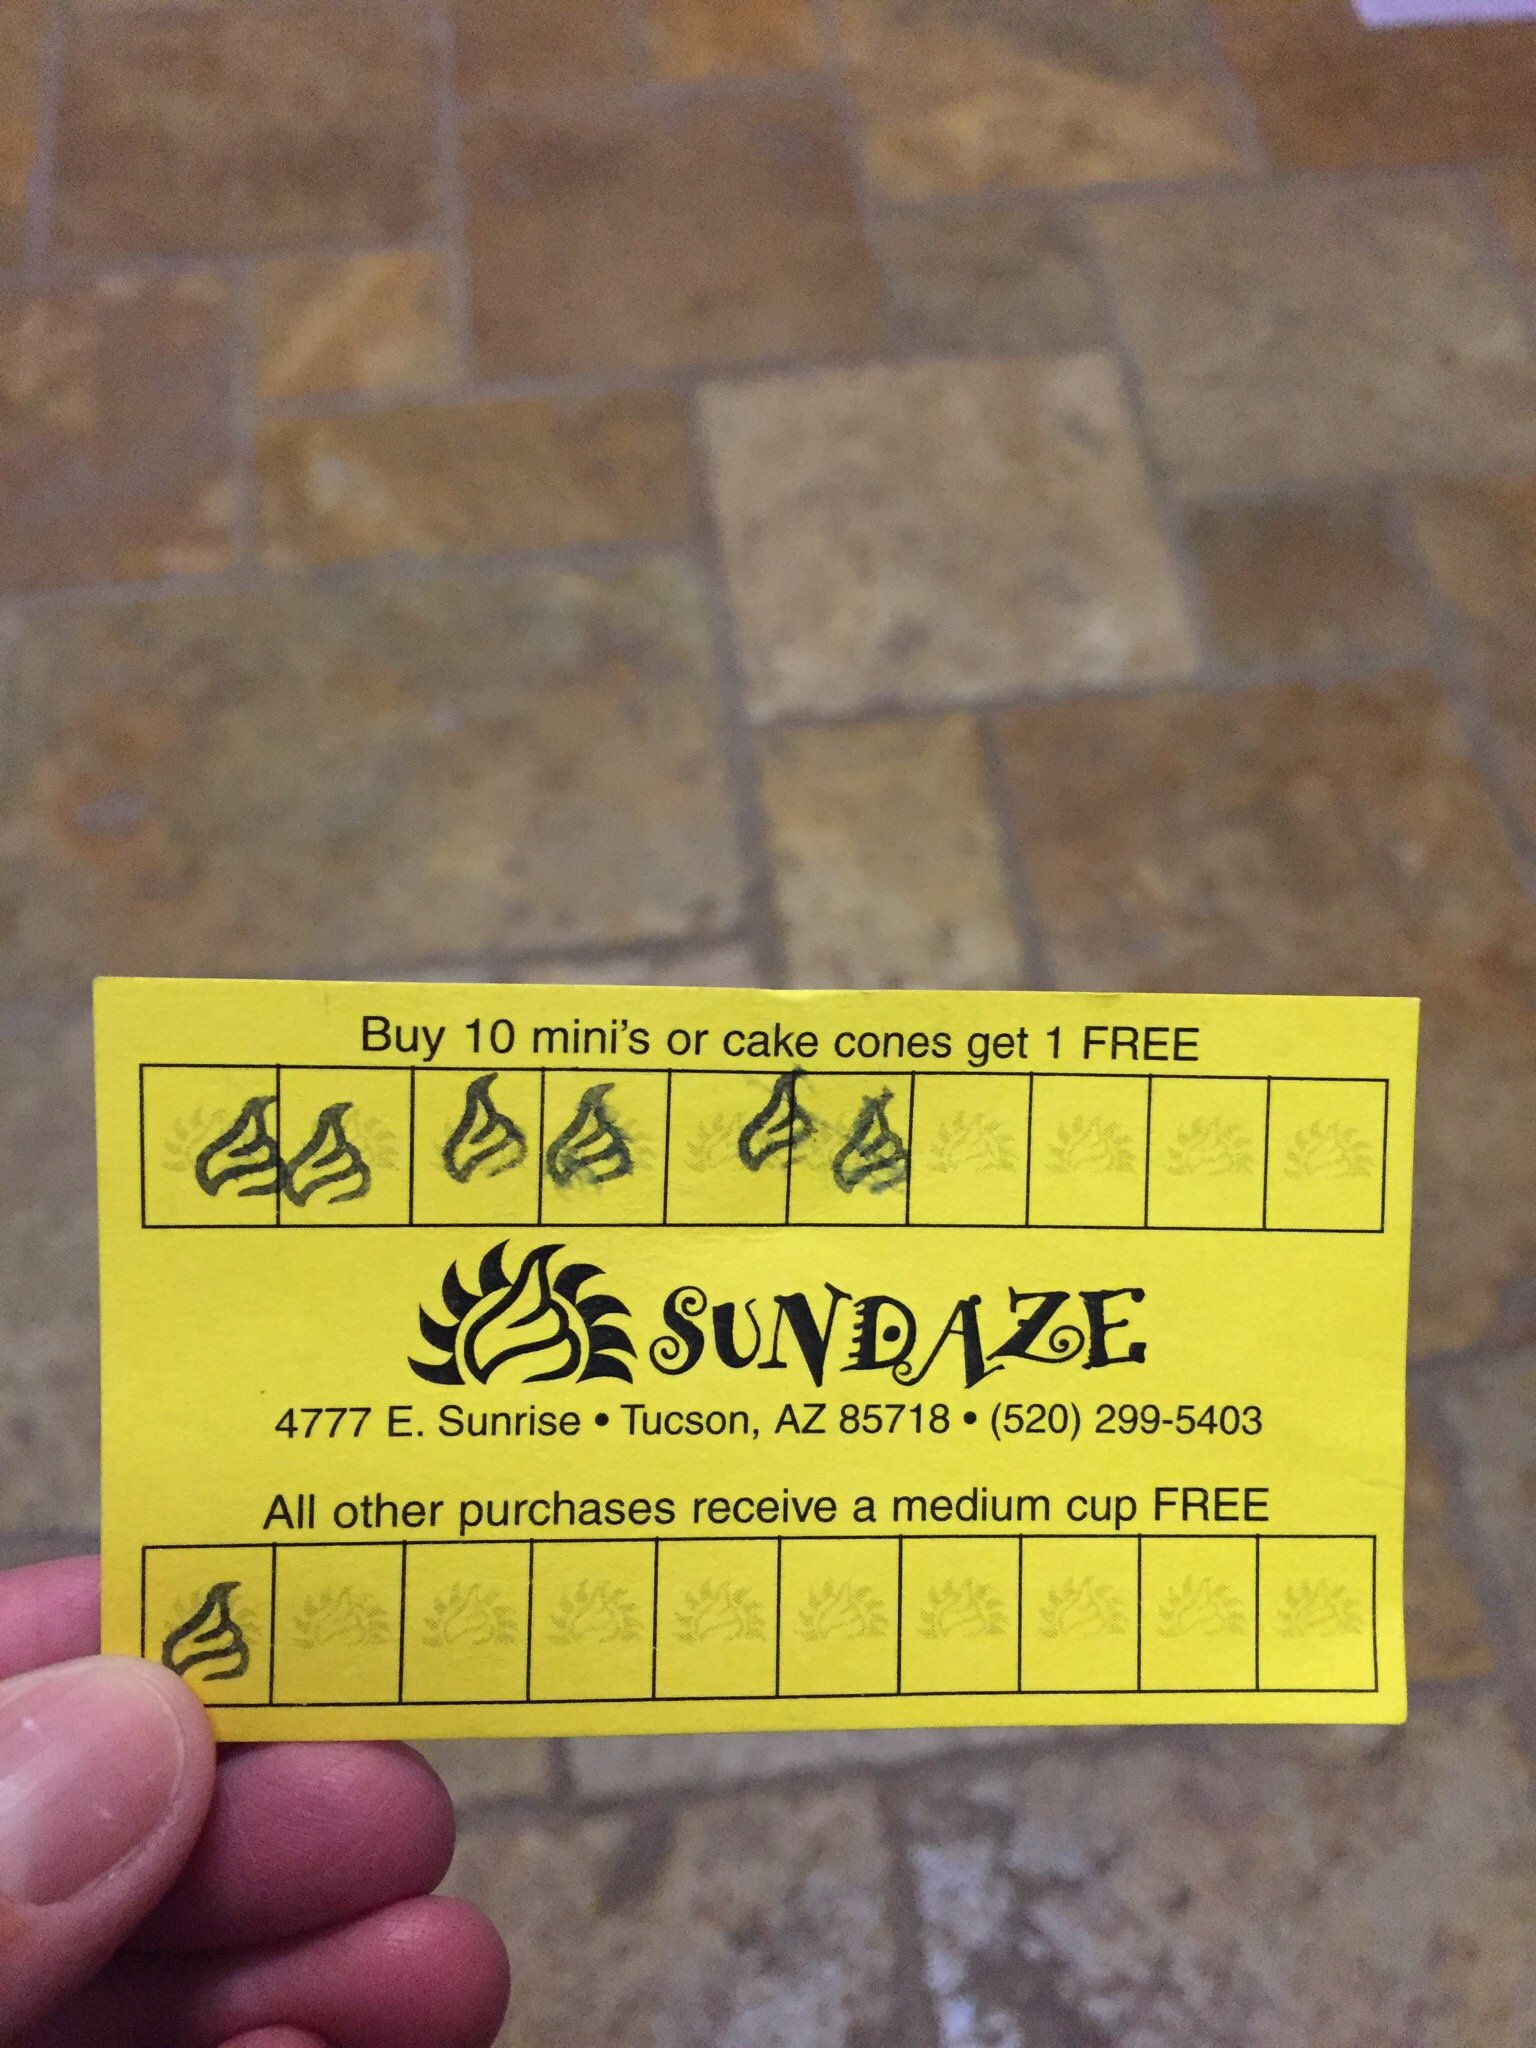 Buy 10 mini's or cake cones get 1 FREE
SUNDAZE
4777 E. Sunrise • Tucson, AZ 85718 • (520) 299-5403
All other purchases receive a medium cup FREE